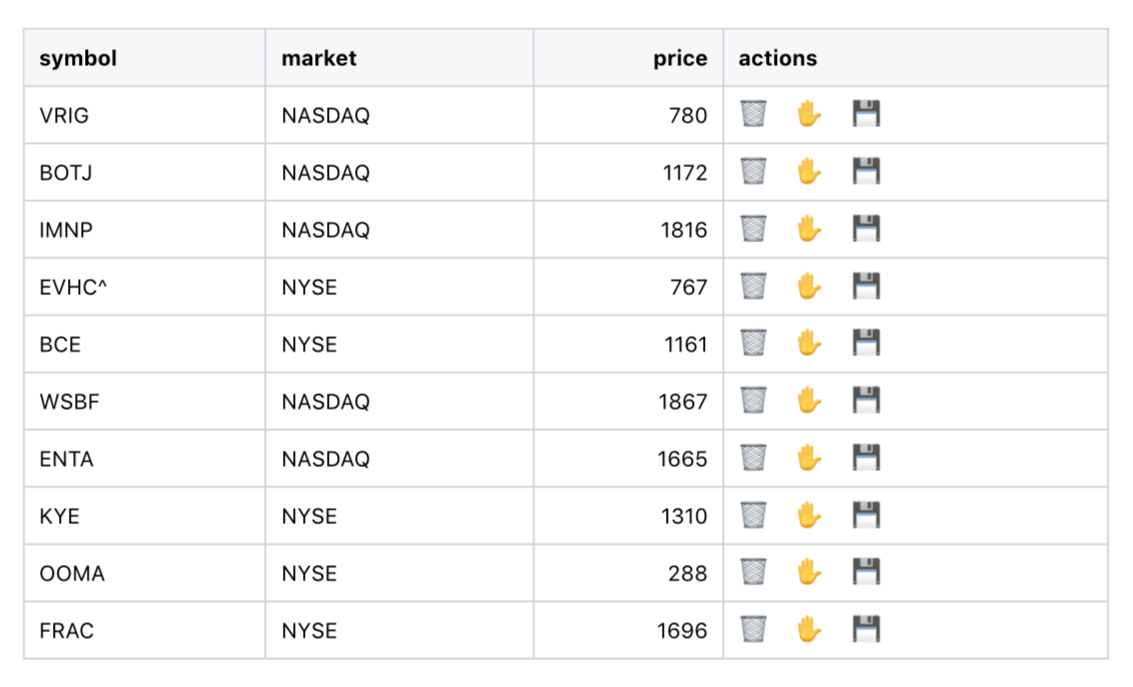 symbol market price actions
VRIG NASDAQ 780 🗑️ ✋ 💾
BOTJ NASDAQ 1172 🗑️ ✋ 💾
IMNP NASDAQ 1816 🗑️ ✋ 💾
EVHC^ NYSE 767 🗑️ ✋ 💾
BCE NYSE 1161 🗑️ ✋ 💾
WSBF NASDAQ 1867 🗑️ ✋ 💾
ENTA NASDAQ 1665 🗑️ ✋ 💾
KYE NYSE 1310 🗑️ ✋ 💾
OOMA NYSE 288 🗑️ ✋ 💾
FRAC NYSE 1696 🗑️ ✋ 💾